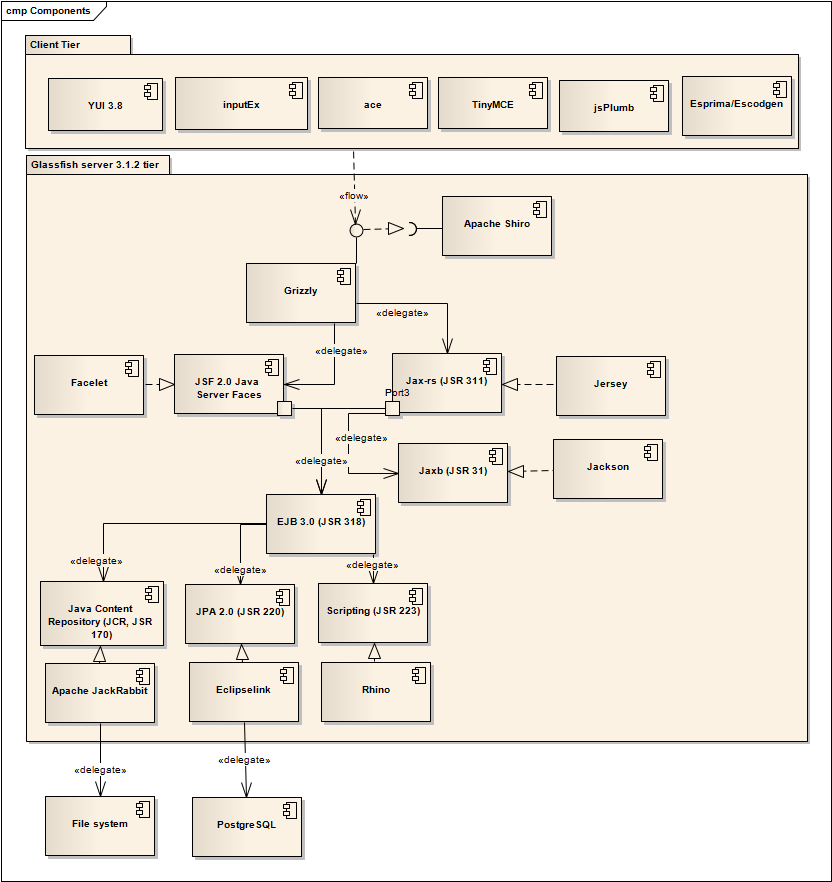 cmp Components
Client Tier
YUI 3.8
inputEx
ace
TinyMCE
jsPlumb
Esprima/Escodgen
Glassfish server 3.1.2 tier
«flow»
Apache Shiro
Grizzly
«delegate»
«delegate»
Facelet
JSF 2.0 Java
Server Faces
Jax-rs (JSR 311)
Port3
Jersey
«delegate»
«delegate»
Jaxb (JSR 31)
Jackson
EJB 3.0 (JSR 318)
«delegate»
«delegate»
«delegate»
Java Content
Repository (JCR, JSR
170)
JPA 2.0 (JSR 220)
Scripting (JSR 223)
Apache JackRabbit
Eclipselink
Rhino
«delegate»
«delegate»
File system
PostgreSQL